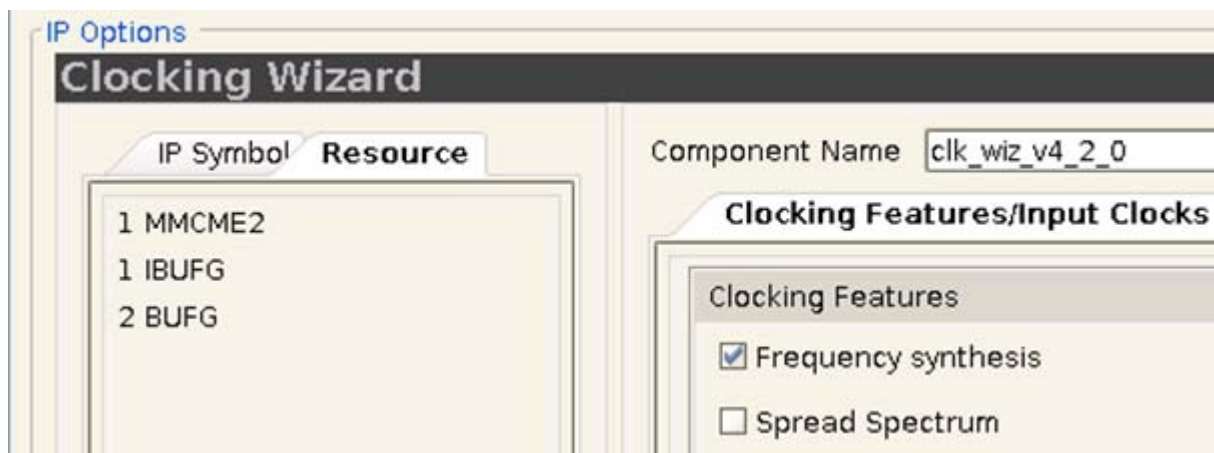 IP Options
Clocking Wizard
IP Symbol
Resource
1 MMCME2
1 IBUFG
2 BUFG
Component Name
clk_wiz_v4_2_0
Clocking Features/Input Clocks
Clocking Features
Frequency synthesis
Spread Spectrum